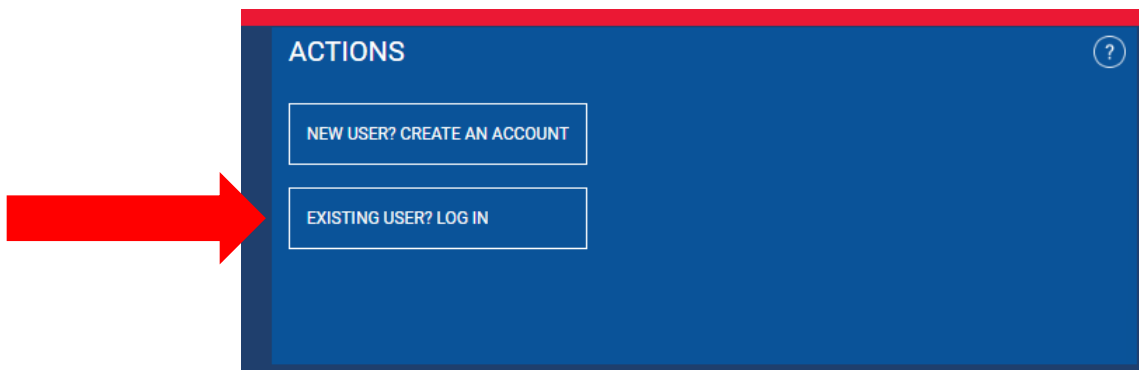 ACTIONS
?
NEW USER? CREATE AN ACCOUNT
EXISTING USER? LOG IN